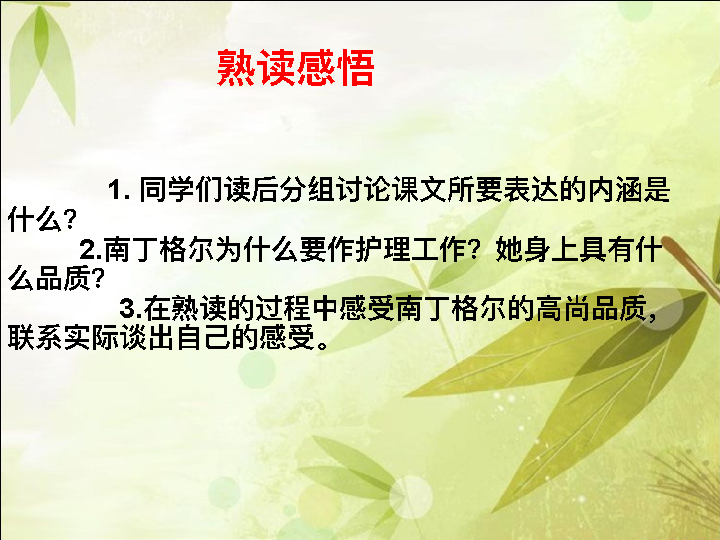 熟读感悟
1. 同学们读后分组讨论课文所要表达的内涵是
什么？
2.南丁格尔为什么要作护理工作？她身上具有什
么品质？
3.在熟读的过程中感受南丁格尔的高尚品质，
联系实际谈出自己的感受。